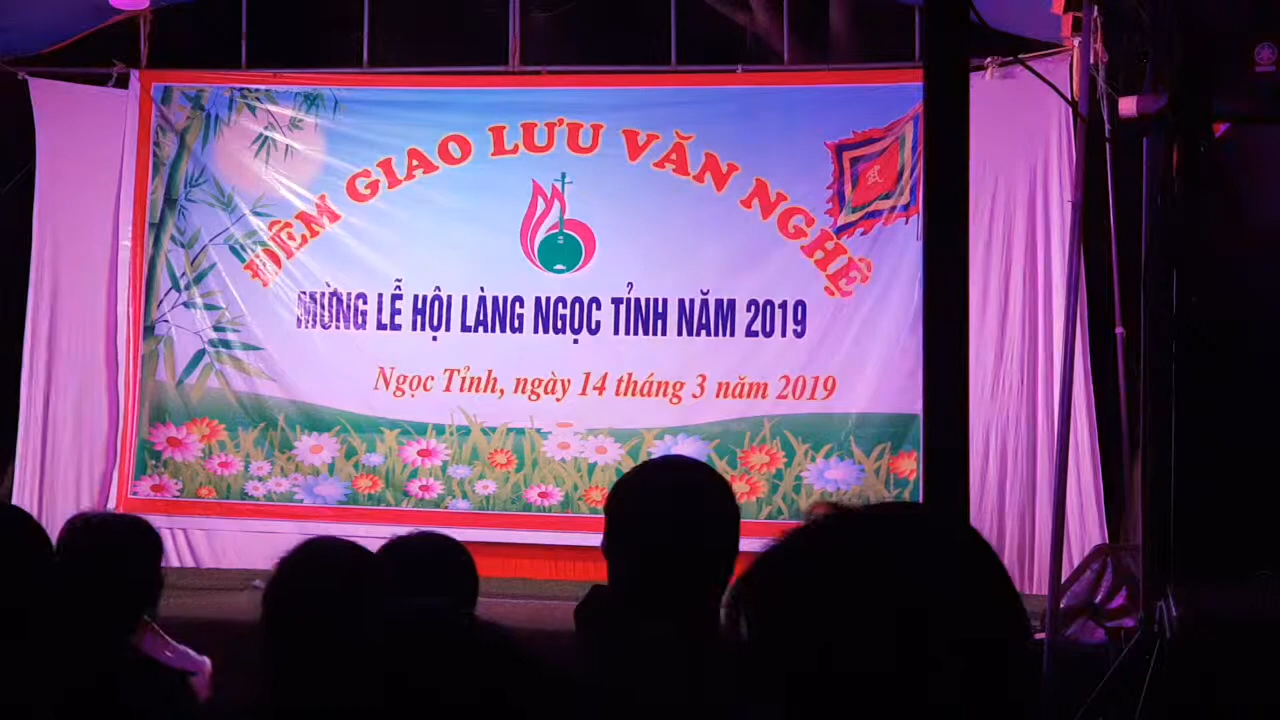 ĐÊM GIAO LƯU VĂN NGHỆ
MỪNG LỄ HỘI LÀNG NGỌC TỈNH NĂM 2019
Ngọc Tỉnh, ngày 14 tháng 3 năm 2019